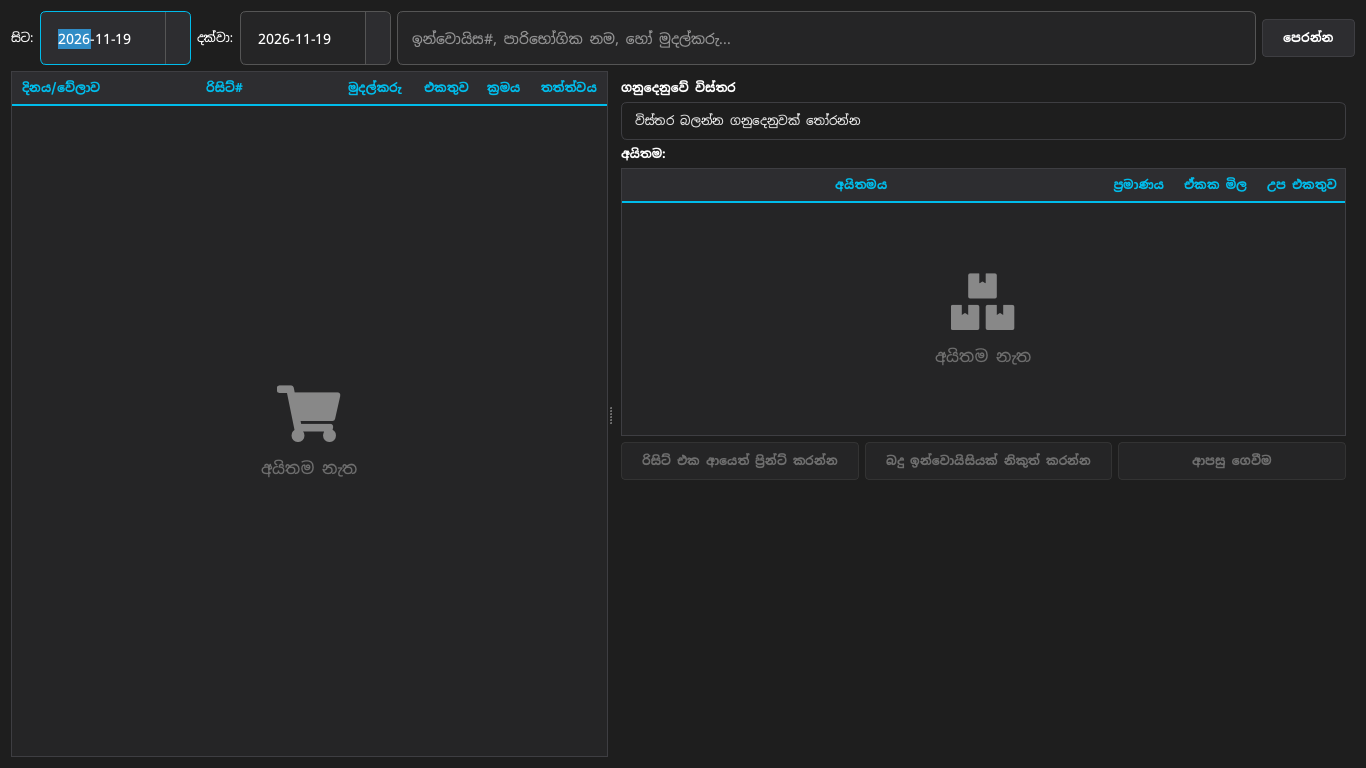 සිට: 2026-11-19 දක්වා: 2026-11-19 ඉන්වොයිස#, පාරිභෝගික නම, හෝ මුදල්කරු... පෙරන්න
දිනය/වේලාව රිසිට්# මුදල්කරු එකතුව ක්‍රමය තත්ත්වය
අයිතම නැත
ගනුදෙනුවේ විස්තර
විස්තර බලන්න ගනුදෙනුවක් තෝරන්න
අයිතම:
අයිතමය ප්‍රමාණය ඒකක මිල උප එකතුව
අයිතම නැත
රිසිට් එක ආයෙත් ප්‍රින්ට් කරන්න බදු ඉන්වොයිසියක් නිකුත් කරන්න ආපසු ගෙවීම